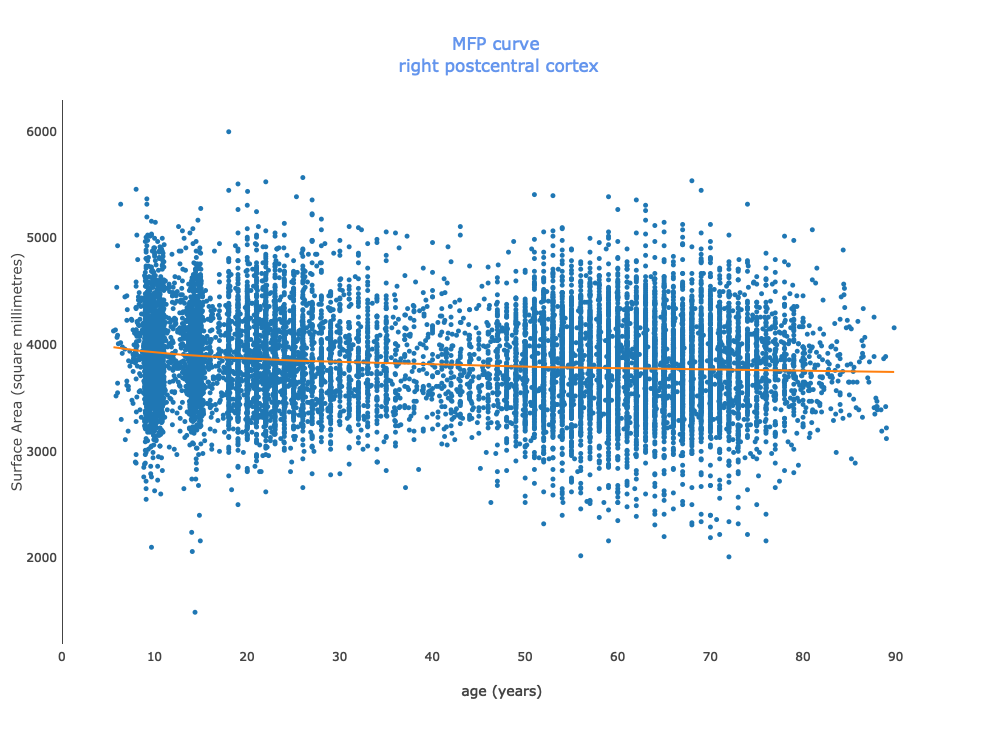 MFP curve
right postcentral cortex
Surface Area (square millimetres)
6000
5000
4000
3000
2000
0 10 20 30 40 50 60 70 80 90
age (years)